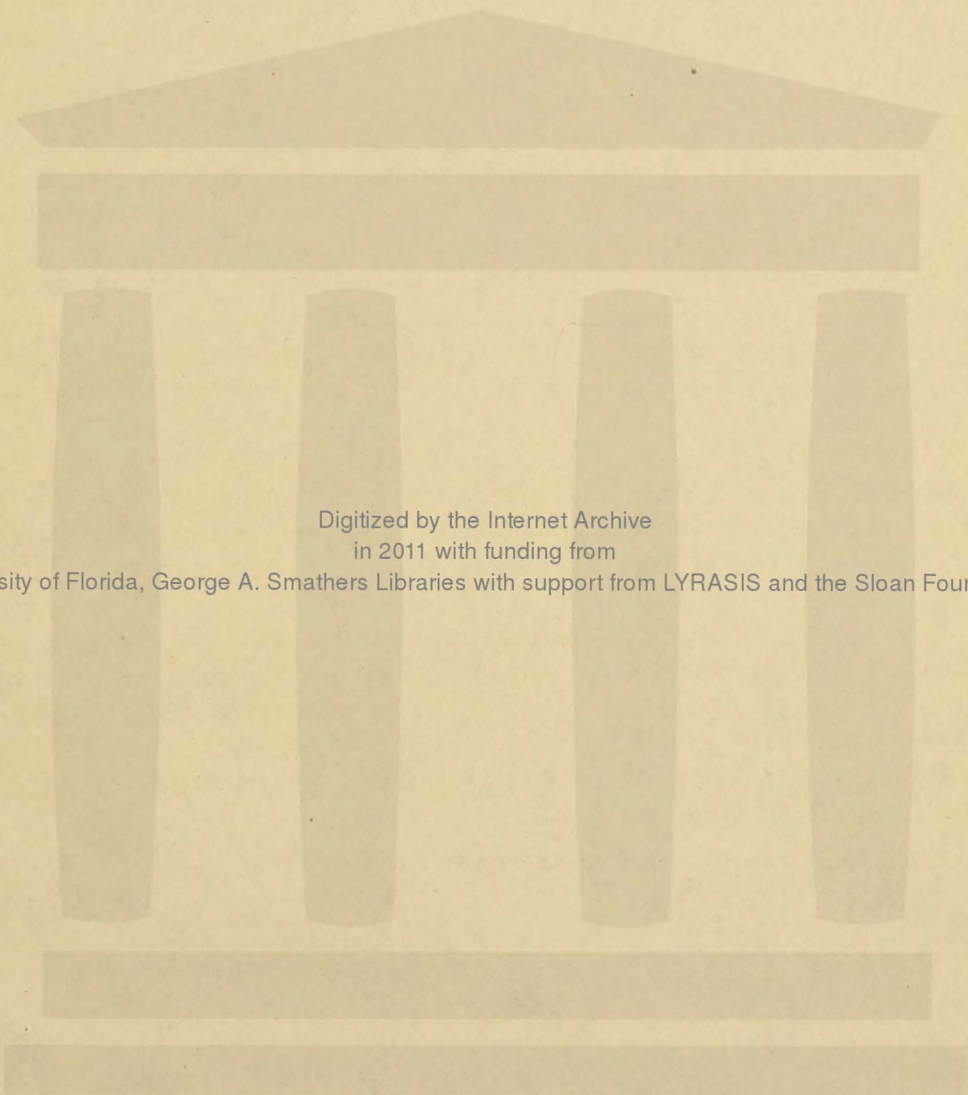 Digitized by the Internet Archive
in 2011 with funding from
sity of Florida, George A. Smathers Libraries with support from LYRASIS and the Sloan Four